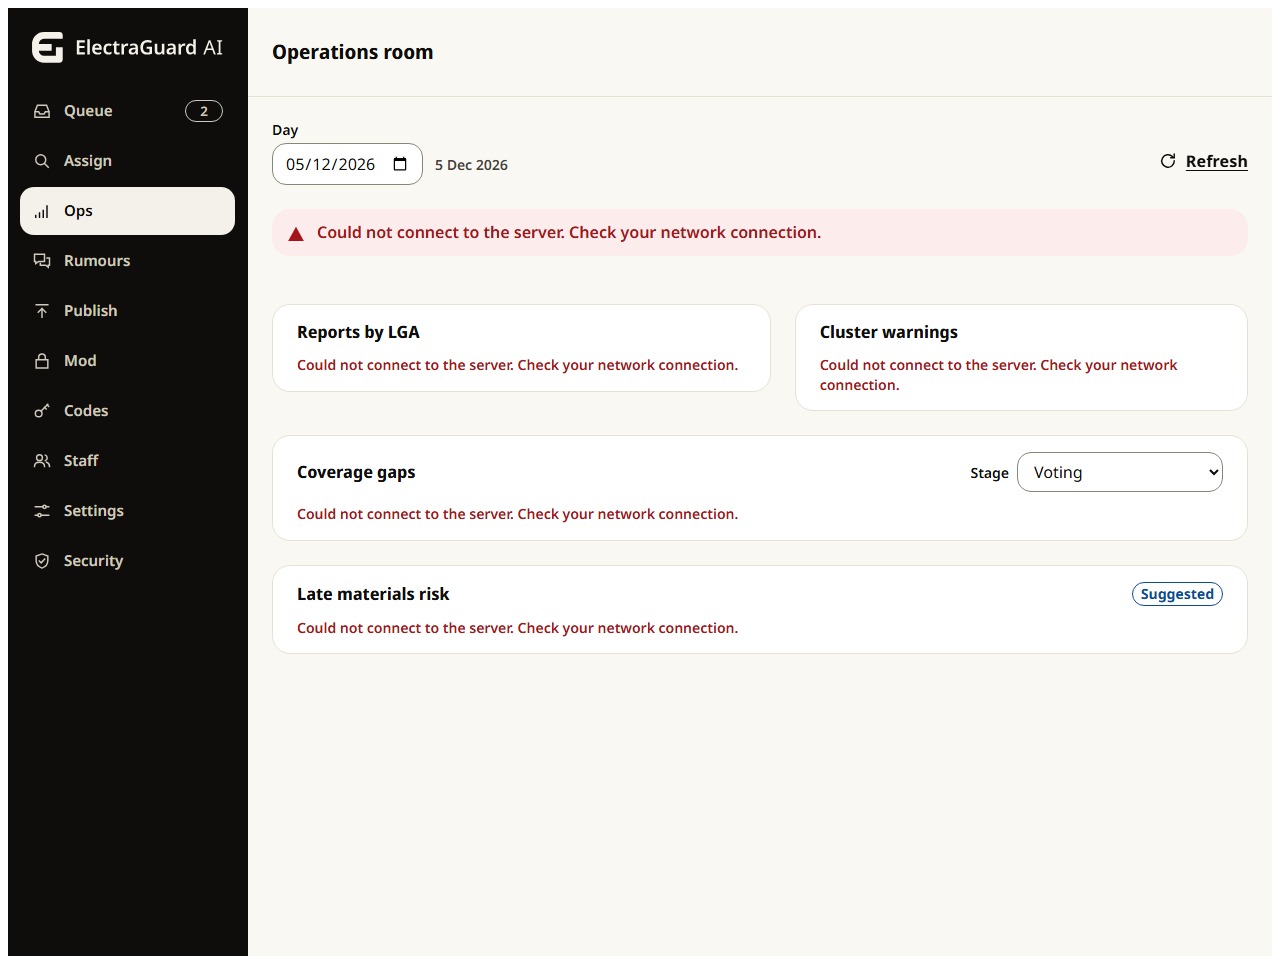 ElectraGuard AI
Queue 2
Assign
Ops
Rumours
Publish
Mod
Codes
Staff
Settings
Security
Operations room
Day
05/12/2026
5 Dec 2026
Refresh
Could not connect to the server. Check your network connection.
Reports by LGA
Could not connect to the server. Check your network connection.
Cluster warnings
Could not connect to the server. Check your network
connection.
Coverage gaps
Stage
Voting
Could not connect to the server. Check your network connection.
Late materials risk
Suggested
Could not connect to the server. Check your network connection.